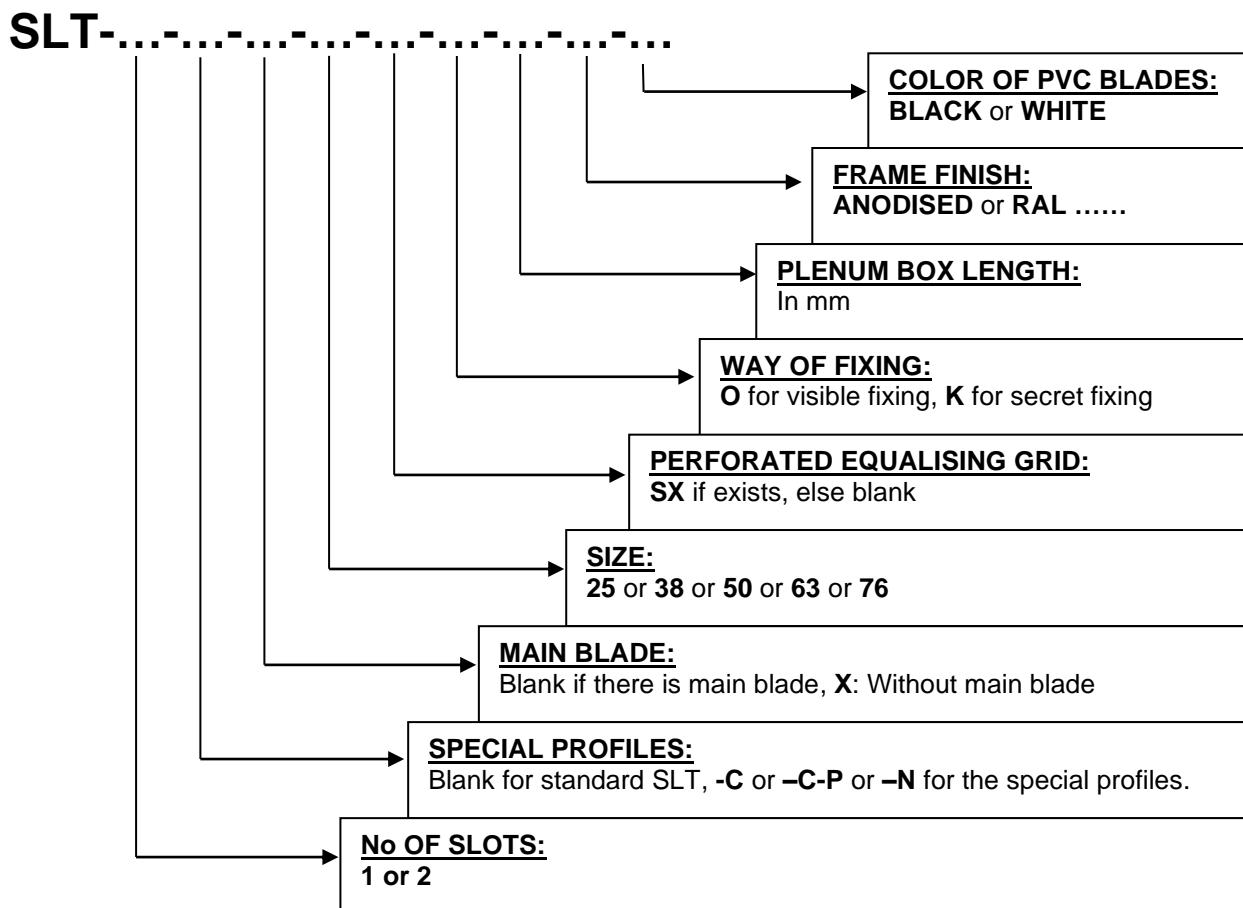 SLT-...-...-...-...-...-...-...-...-...
COLOR OF PVC BLADES:
BLACK or WHITE
FRAME FINISH:
ANODISED or RAL ……
PLENUM BOX LENGTH:
In mm
WAY OF FIXING:
O for visible fixing, K for secret fixing
PERFORATED EQUALISING GRID:
SX if exists, else blank
SIZE:
25 or 38 or 50 or 63 or 76
MAIN BLADE:
Blank if there is main blade, X: Without main blade
SPECIAL PROFILES:
Blank for standard SLT, -C or –C-P or –N for the special profiles.
No OF SLOTS:
1 or 2